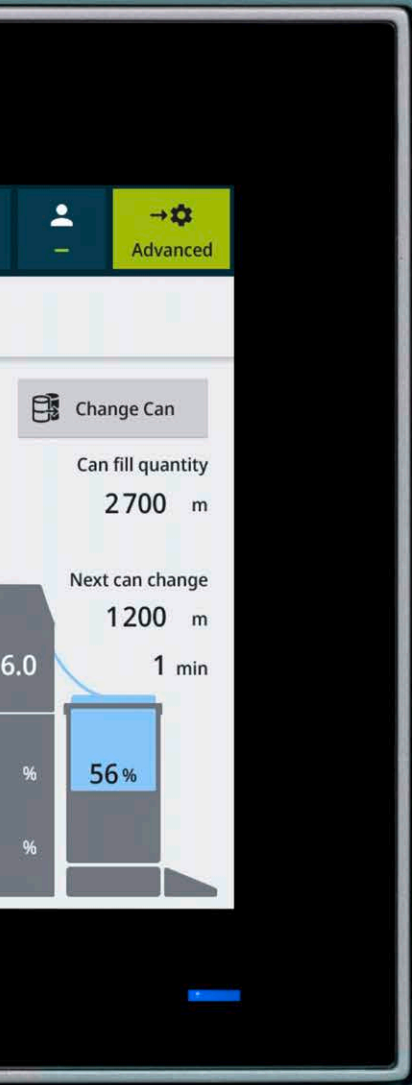 Advanced
Change Can
Can fill quantity
2700 m
Next can change
1200 m
6.0
1 min
%
56 %
%